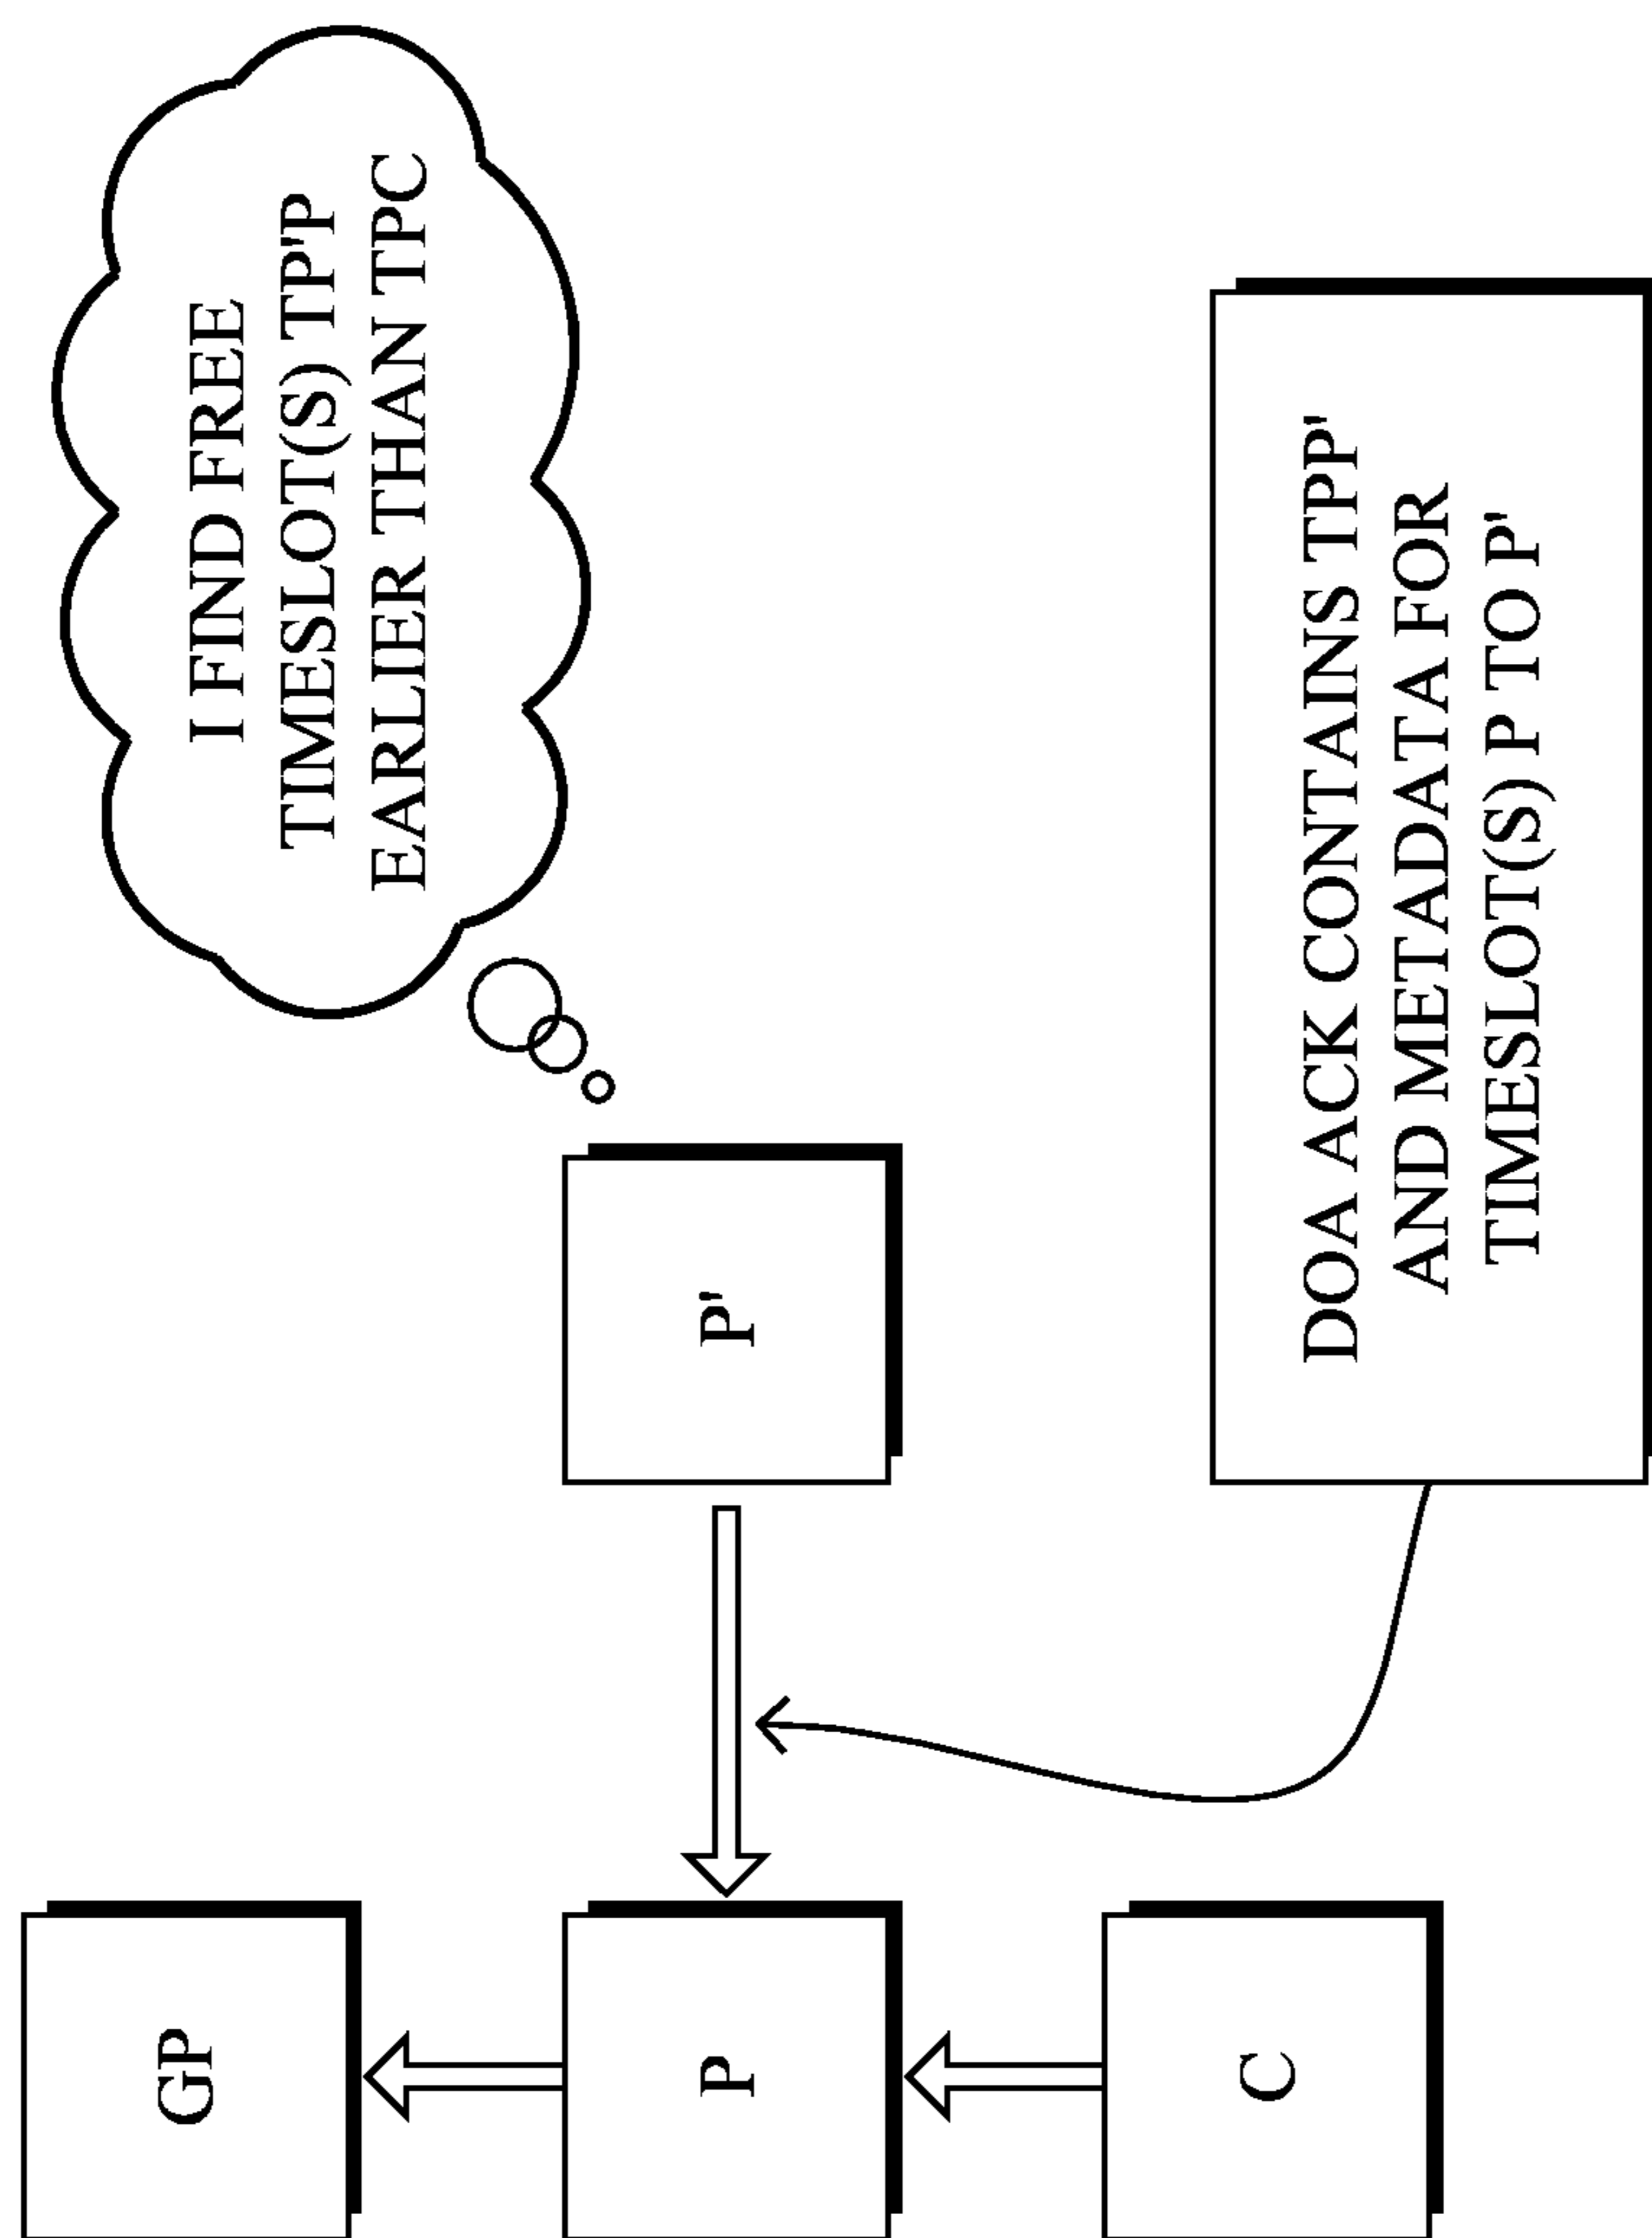 I FIND FREE
TIMESLOT(S) TP'P
EARLIER THAN TPC
GP
P
P'
C
DOA ACK CONTAINS TPP'
AND METADATA FOR
TIMESLOT(S) P TO P'